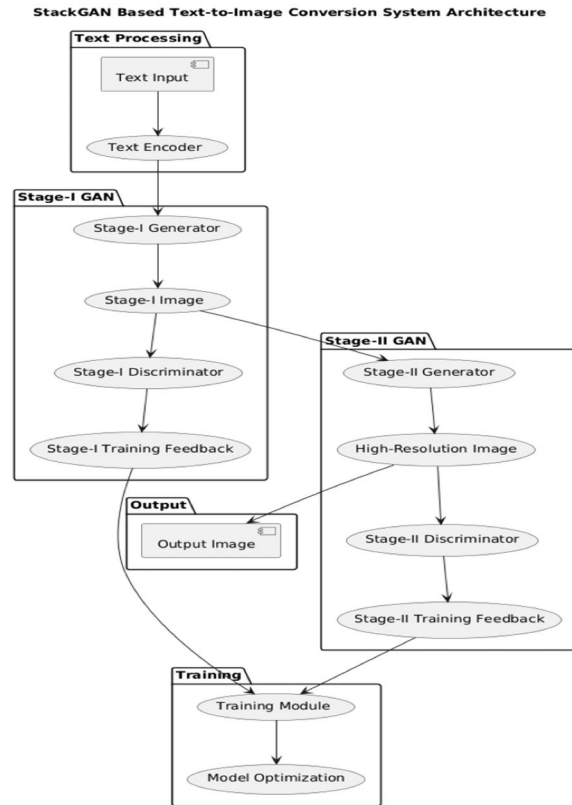 StackGAN Based Text-to-Image Conversion System Architecture
Text Processing
Text Input
Text Encoder
Stage-I GAN
Stage-I Generator
Stage-I Image
Stage-I Discriminator
Stage-I Training Feedback
Stage-II GAN
Stage-II Generator
High-Resolution Image
Stage-II Discriminator
Stage-II Training Feedback
Output
Output Image
Training
Training Module
Model Optimization